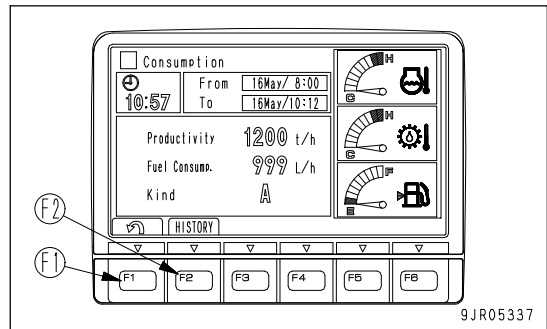 Consumption
10:57
From 16May/ 8:00
To 16May/10:12
Productivity 1200 t/h
Fuel Consump. 999 L/h
Kind A
HISTORY
H
C
H
C
F
E
F2
F1
F1 F2 F3 F4 F5 F6
9JR05337